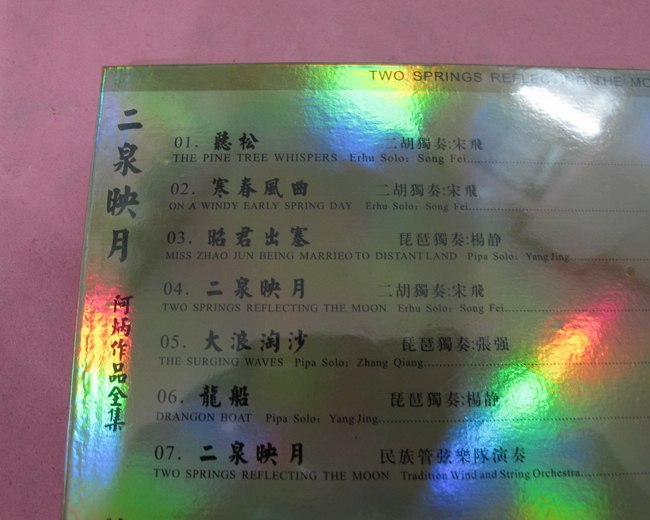 TWO SPRINGS REFLECTING THE MO
二泉映月
阿炳作品全集
01. 聽松 二胡獨奏:宋飛
THE PINE TREE WHISPERS Erhu Solo: Song Fei
02. 寒春風曲 二胡獨奏:宋飛
ON A WINDY EARLY SPRING DAY Erhu Solo: Song Fei
03. 昭君出塞 琵琶獨奏:楊静
MISS ZHAO JUN BEING MARRIEO TO DISTANT LAND Pipa Solo: Yang Jing
04. 二泉映月 二胡獨奏:宋飛
TWO SPRINGS REFLECTING THE MOON Erhu Solo: Song Fei
05. 大浪淘沙 琵琶獨奏:張强
THE SURGING WAVES Pipa Solo: Zhang Qiang
06. 龍船 琵琶獨奏:楊静
DRANGON BOAT Pipa Solo: Yang Jing
07. 二泉映月 民族管弦樂隊演奏
TWO SPRINGS REFLECTING THE MOON Tradition Wind and String Orchestra